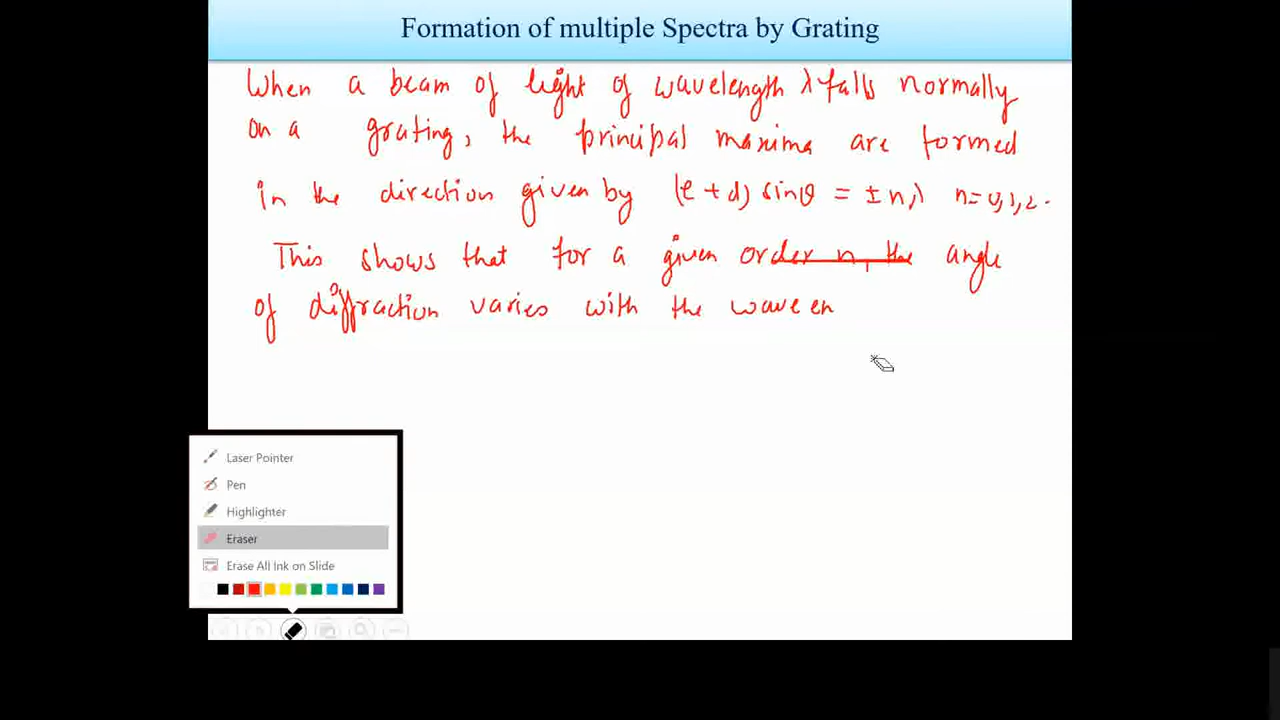 Formation of multiple Spectra by Grating
When a beam of light of wavelength λ falls normally
on a grating, the principal maxima are formed
in the direction given by (e + d) sinθ = ± nλ n = 0, 1, 2.
This shows that for a given order n, the angle
of diffraction varies with the wave en
Laser Pointer
Pen
Highlighter
Eraser
Erase All Ink on Slide